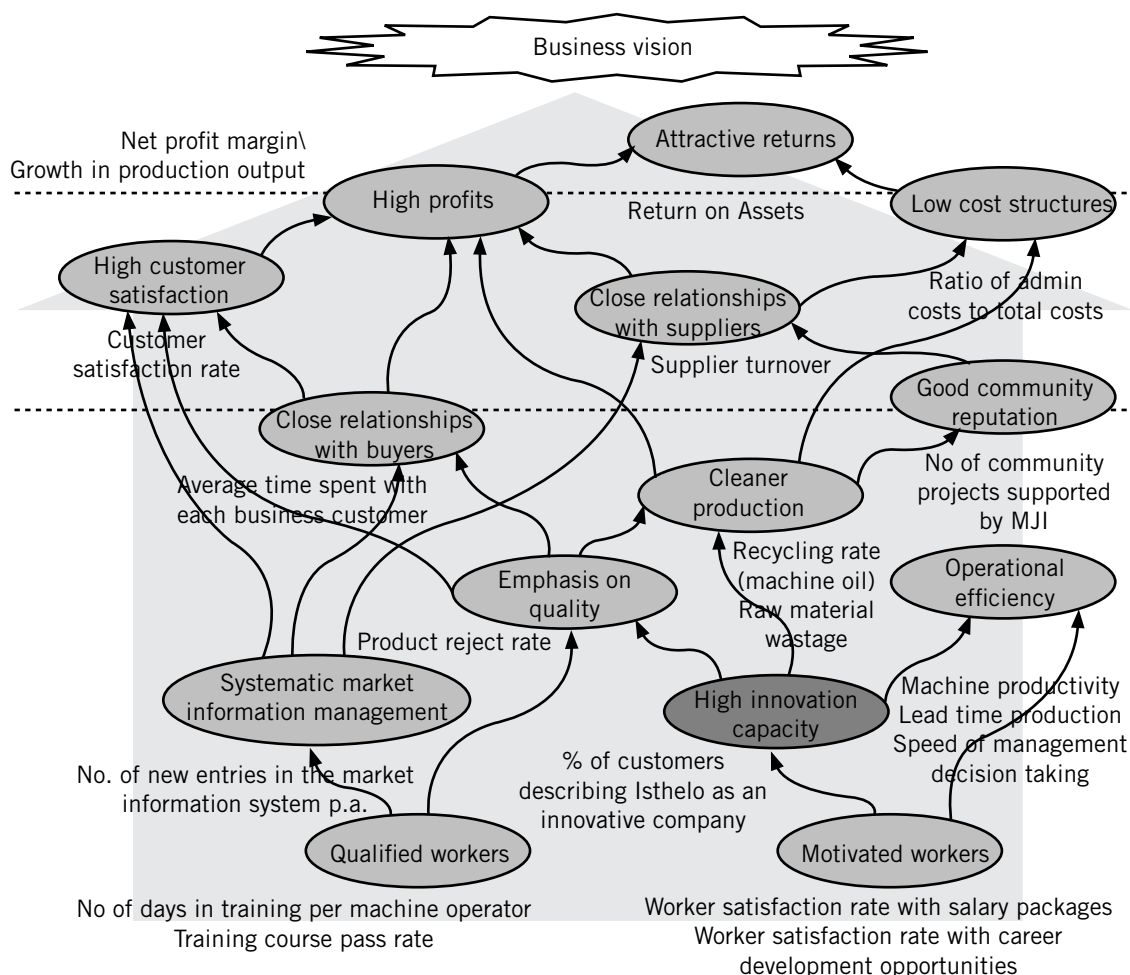 Business vision
Net profit margin\
Growth in production output
Attractive returns
High profits
Return on Assets
Low cost structures
High customer
satisfaction
Close relationships
with suppliers
Ratio of admin
costs to total costs
Customer
satisfaction rate
Supplier turnover
Good community
reputation
Close relationships
with buyers
Average time spent with
each business customer
Cleaner
production
No of community
projects supported
by MJI
Emphasis on
quality
Recycling rate
(machine oil)
Raw material
wastage
Operational
efficiency
Product reject rate
Systematic market
information management
High innovation
capacity
Machine productivity
Lead time production
Speed of management
decision taking
No. of new entries in the market
information system p.a.
% of customers
describing Isthelo as an
innovative company
Qualified workers
Motivated workers
No of days in training per machine operator
Training course pass rate
Worker satisfaction rate with salary packages
Worker satisfaction rate with career
development opportunities